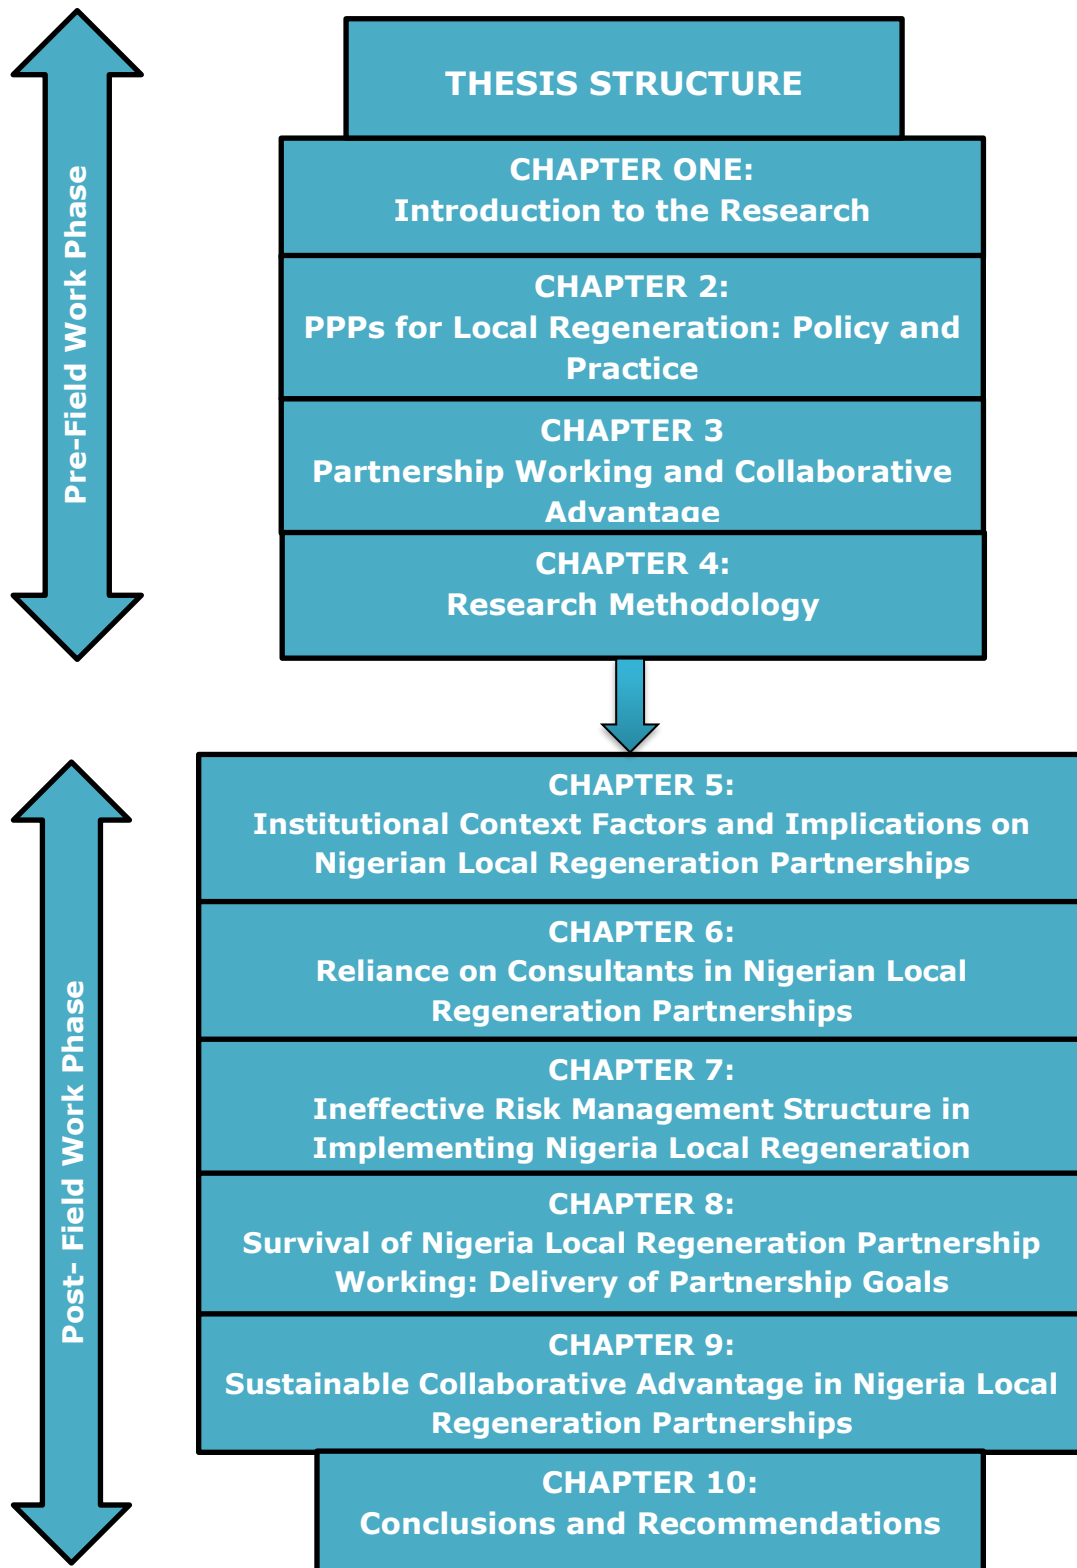 THESIS STRUCTURE
CHAPTER ONE:
Introduction to the Research
CHAPTER 2:
PPPs for Local Regeneration: Policy and
Practice
CHAPTER 3
Partnership Working and Collaborative
Advantage
CHAPTER 4:
Research Methodology
Pre-Field Work Phase
CHAPTER 5:
Institutional Context Factors and Implications on
Nigerian Local Regeneration Partnerships
CHAPTER 6:
Reliance on Consultants in Nigerian Local
Regeneration Partnerships
CHAPTER 7:
Ineffective Risk Management Structure in
Implementing Nigeria Local Regeneration
CHAPTER 8:
Survival of Nigeria Local Regeneration Partnership
Working: Delivery of Partnership Goals
CHAPTER 9:
Sustainable Collaborative Advantage in Nigeria Local
Regeneration Partnerships
CHAPTER 10:
Conclusions and Recommendations
Post- Field Work Phase